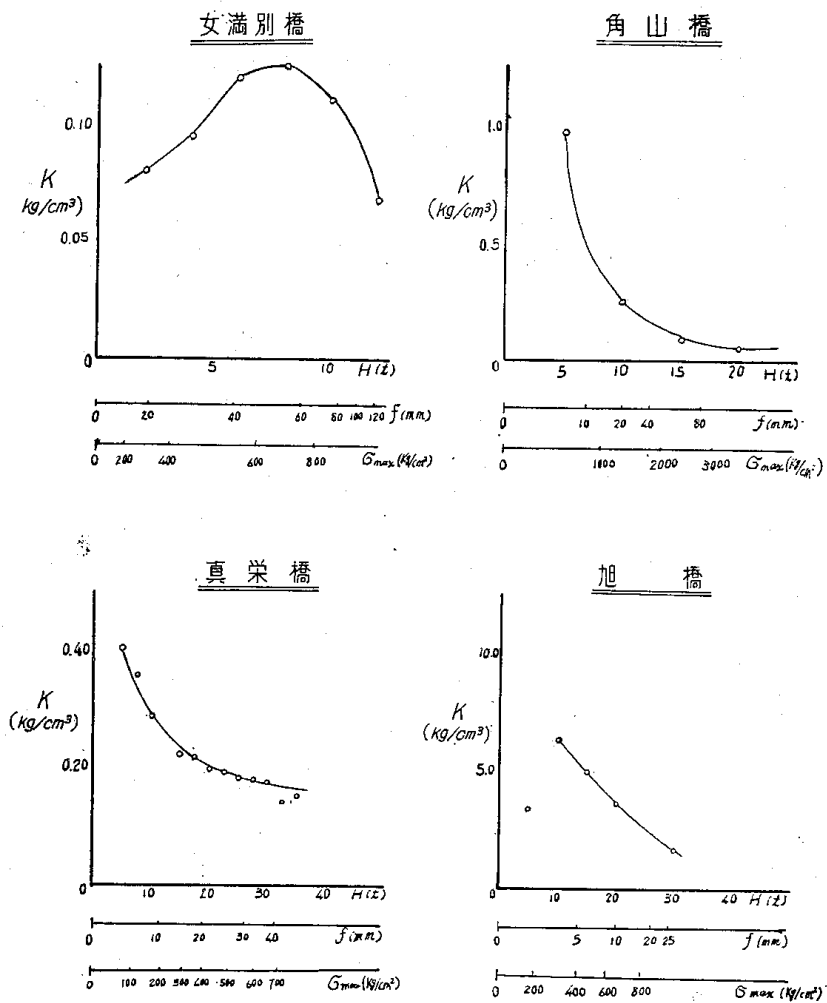 女満別橋
0.10
K
kg/cm³
0.05
0
5 10 H(t)
0 20 40 60 80 100 120 f(mm)
0 200 400 600 800 σmax(kg/cm²)
角山橋
1.0
K
(kg/cm³)
0.5
0
5 10 15 20 H(t)
0 10 20 40 80 f(mm)
0 1000 2000 3000 σmax(kg/cm²)
真栄橋
0.40
K
(kg/cm³)
0.20
0
10 20 30 40 H(t)
0 10 20 30 40 f(mm)
0 100 200 300 400 500 600 700 σmax(kg/cm²)
旭橋
10.0
K
(kg/cm³)
5.0
0
10 20 30 40 H(t)
0 5 10 20 25 f(mm)
0 200 400 600 800 σmax(kg/cm²)